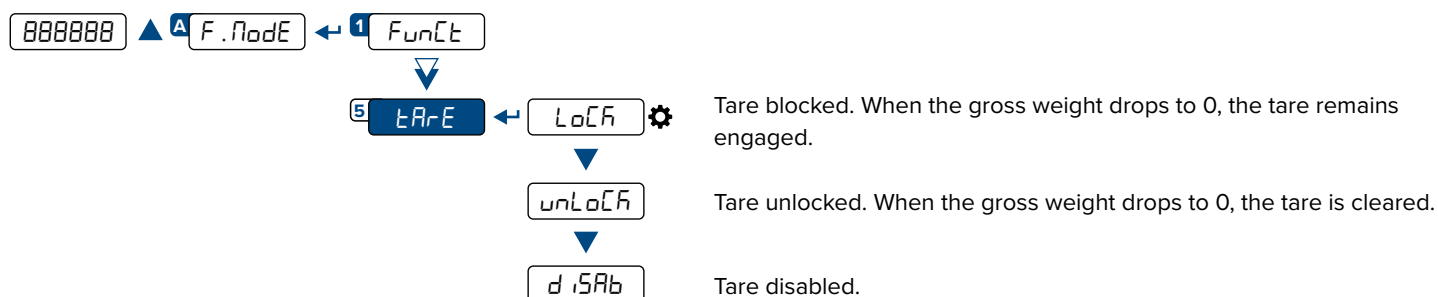 888888 A F.ModE 1 FunCt
5 tArE LoCK Tare blocked. When the gross weight drops to 0, the tare remains
engaged.
unLoCK Tare unlocked. When the gross weight drops to 0, the tare is cleared.
diSAb Tare disabled.